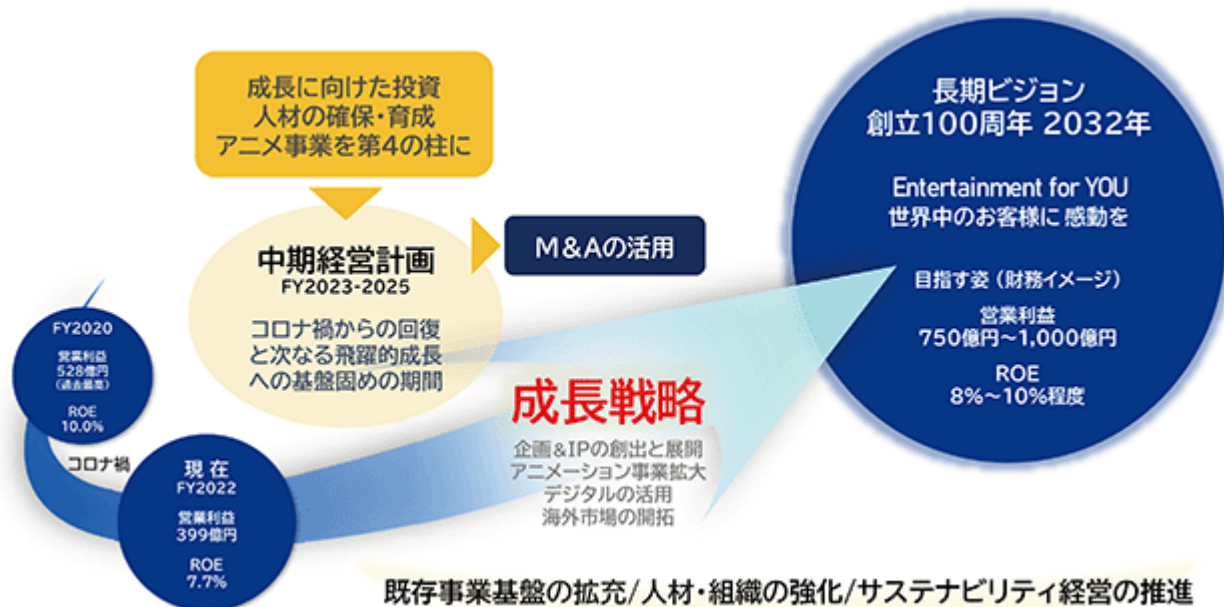 成長に向けた投資
人材の確保・育成
アニメ事業を第4の柱に
中期経営計画
FY2023-2025
コロナ禍からの回復
と次なる飛躍的成長
への基盤固めの期間
M&Aの活用
長期ビジョン
創立100周年 2032年
Entertainment for YOU
世界中のお客様に感動を
目指す姿（財務イメージ）
営業利益
750億円～1,000億円
ROE
8%～10%程度
FY2020
営業利益
528億円
（過去最高）
ROE
10.0%
コロナ禍
現在
FY2022
営業利益
399億円
ROE
7.7%
成長戦略
企画&IPの創出と展開
アニメーション事業拡大
デジタルの活用
海外市場の開拓
既存事業基盤の拡充/人材・組織の強化/サステナビリティ経営の推進